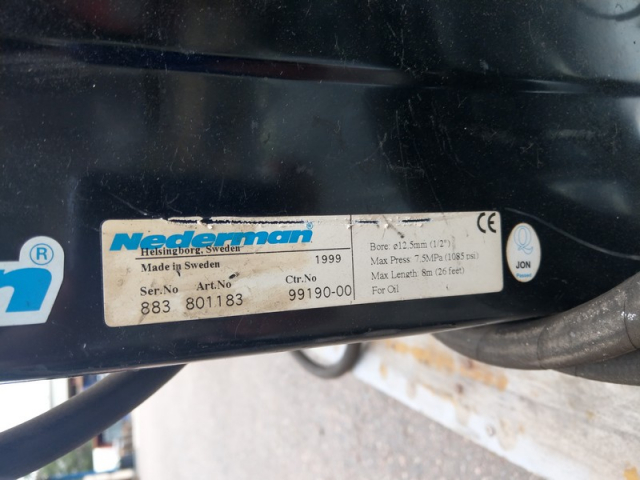 Nederman
Helsingborg, Sweden
Made in Sweden 1999
Ser.No Art.No Ctr.No
883 801183 99190-00
CE
Bore: ø12.5mm (1/2")
Max Press 7.5MPa (1085 psi)
Max Length 8m (26 feet)
For Oil
Q
JON
n®